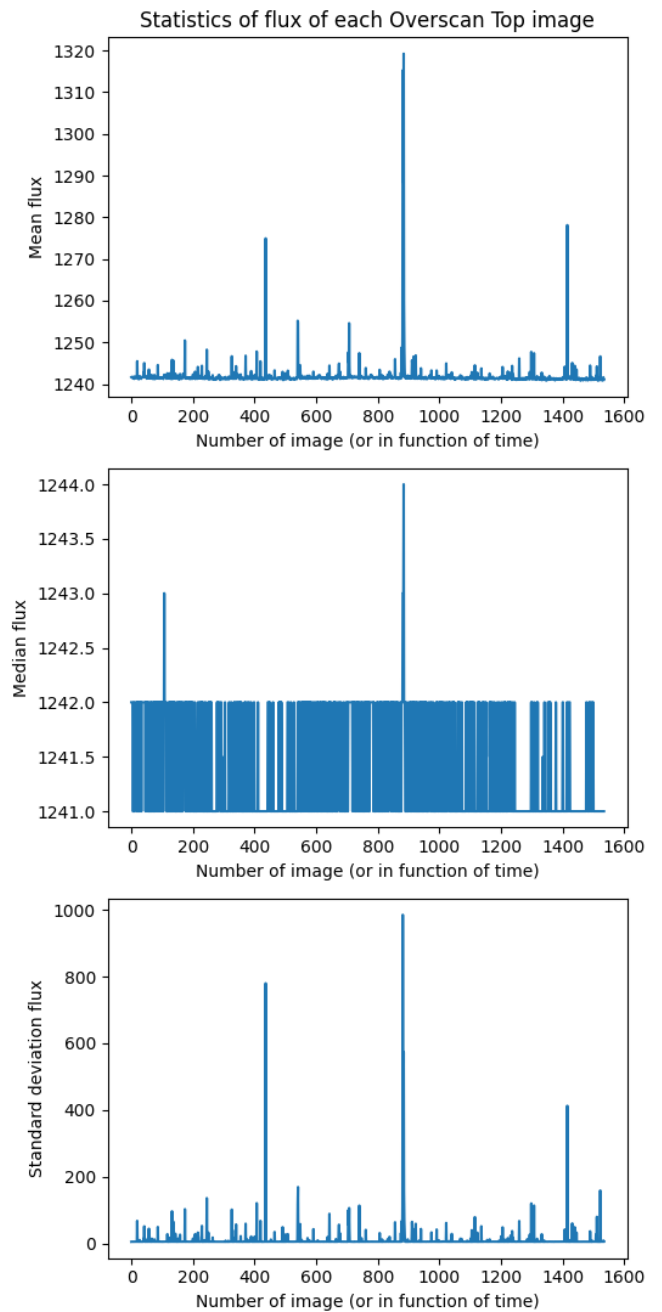 Statistics of flux of each Overscan Top image
1320
1310
1300
1290
1280
1270
1260
1250
1240
Mean flux
0 200 400 600 800 1000 1200 1400 1600
Number of image (or in function of time)
1244.0
1243.5
1243.0
1242.5
1242.0
1241.5
1241.0
Median flux
0 200 400 600 800 1000 1200 1400 1600
Number of image (or in function of time)
1000
800
600
400
200
0
Standard deviation flux
0 200 400 600 800 1000 1200 1400 1600
Number of image (or in function of time)